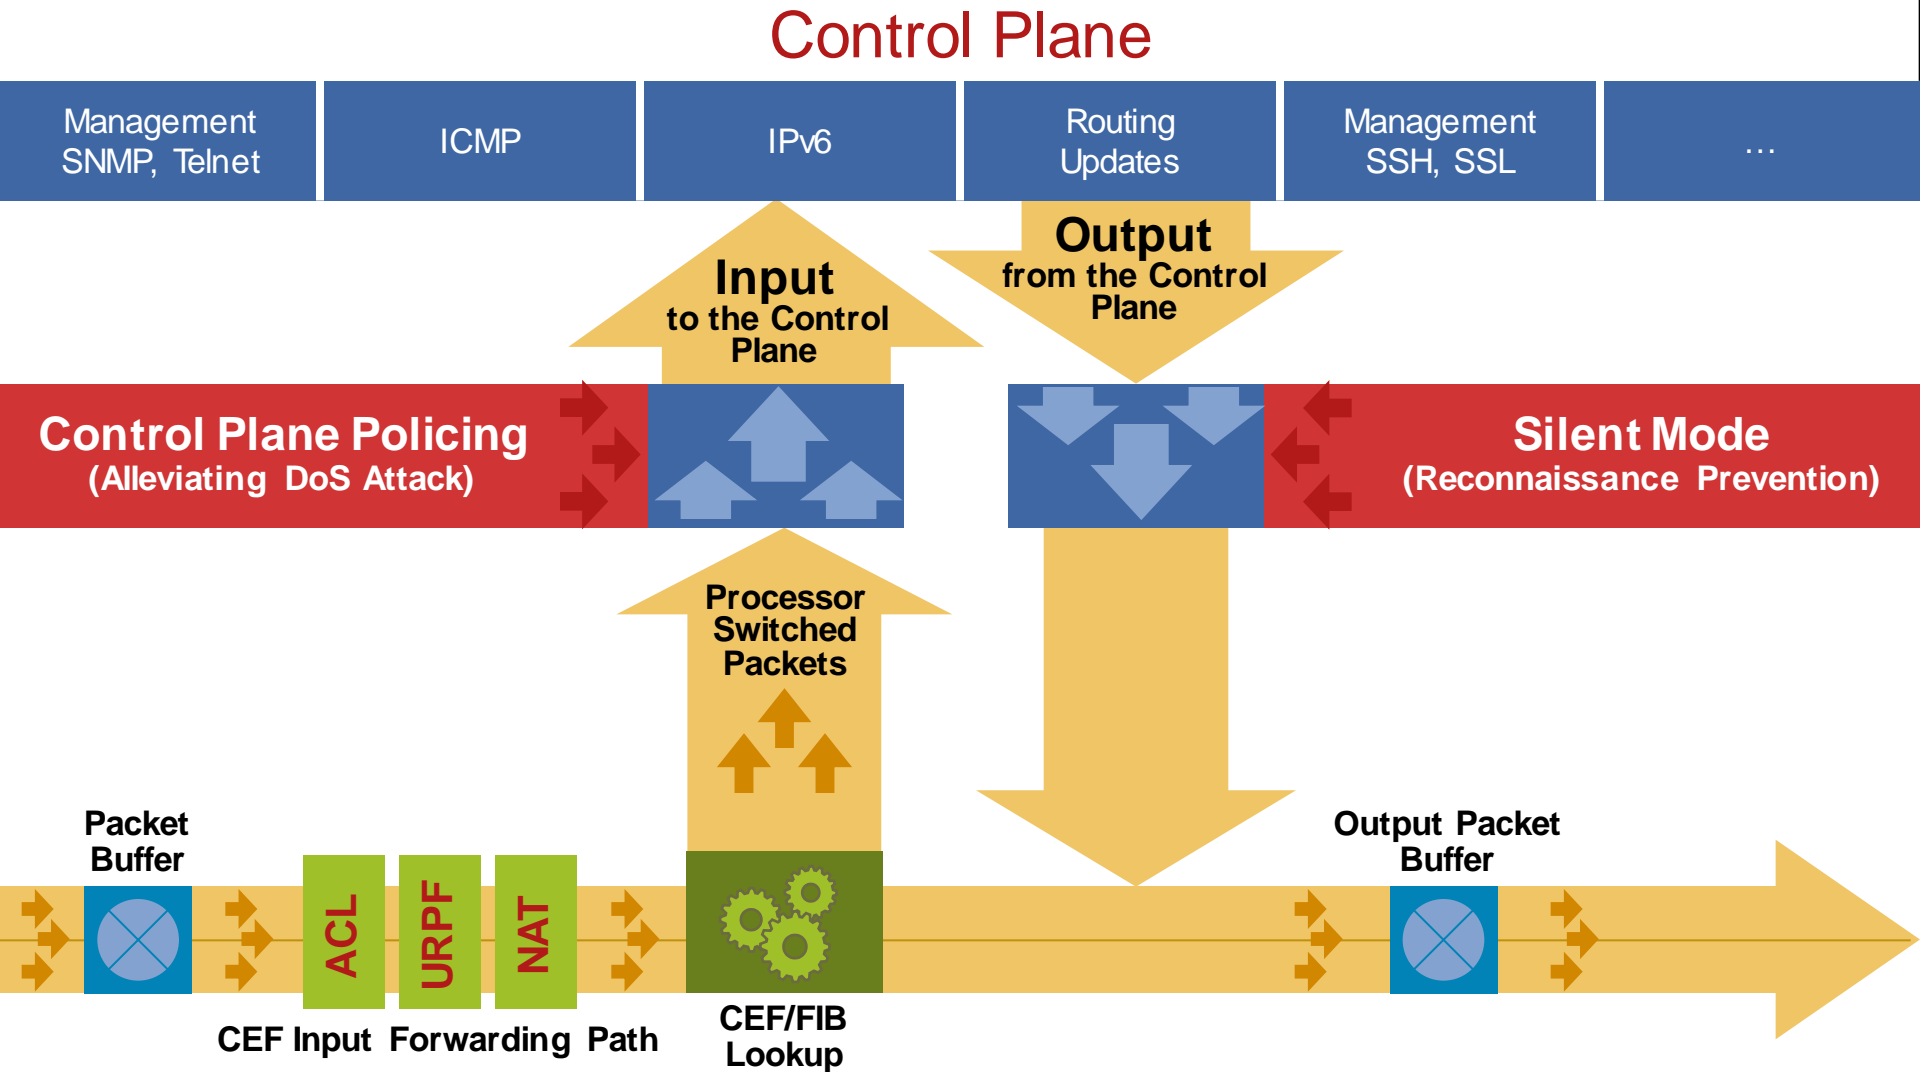 Control Plane
Management
SNMP, Telnet
ICMP
IPv6
Routing
Updates
Management
SSH, SSL
...
Input
to the Control
Plane
Output
from the Control
Plane
Control Plane Policing
(Alleviating DoS Attack)
Silent Mode
(Reconnaissance Prevention)
Processor
Switched
Packets
Packet
Buffer
Output Packet
Buffer
ACL
URPF
NAT
CEF Input Forwarding Path
CEF/FIB
Lookup